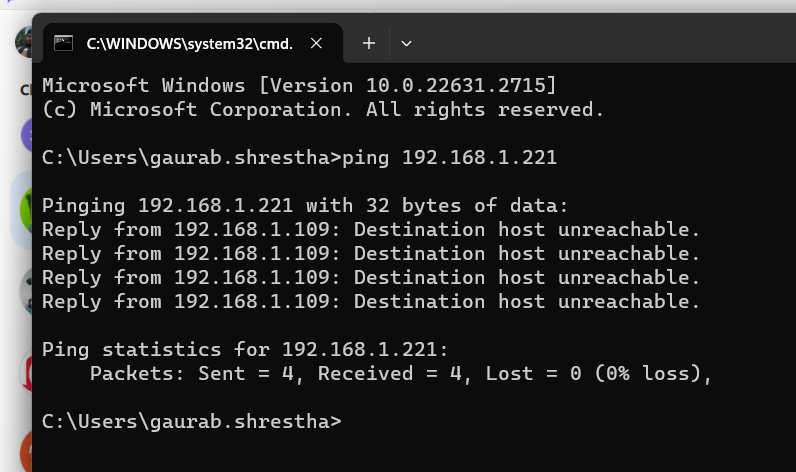 C:\WINDOWS\system32\cmd.
Microsoft Windows [Version 10.0.22631.2715]
(c) Microsoft Corporation. All rights reserved.
C:\Users\gaurab.shrestha>ping 192.168.1.221
Pinging 192.168.1.221 with 32 bytes of data:
Reply from 192.168.1.109: Destination host unreachable.
Reply from 192.168.1.109: Destination host unreachable.
Reply from 192.168.1.109: Destination host unreachable.
Reply from 192.168.1.109: Destination host unreachable.
Ping statistics for 192.168.1.221:
    Packets: Sent = 4, Received = 4, Lost = 0 (0% loss),
C:\Users\gaurab.shrestha>